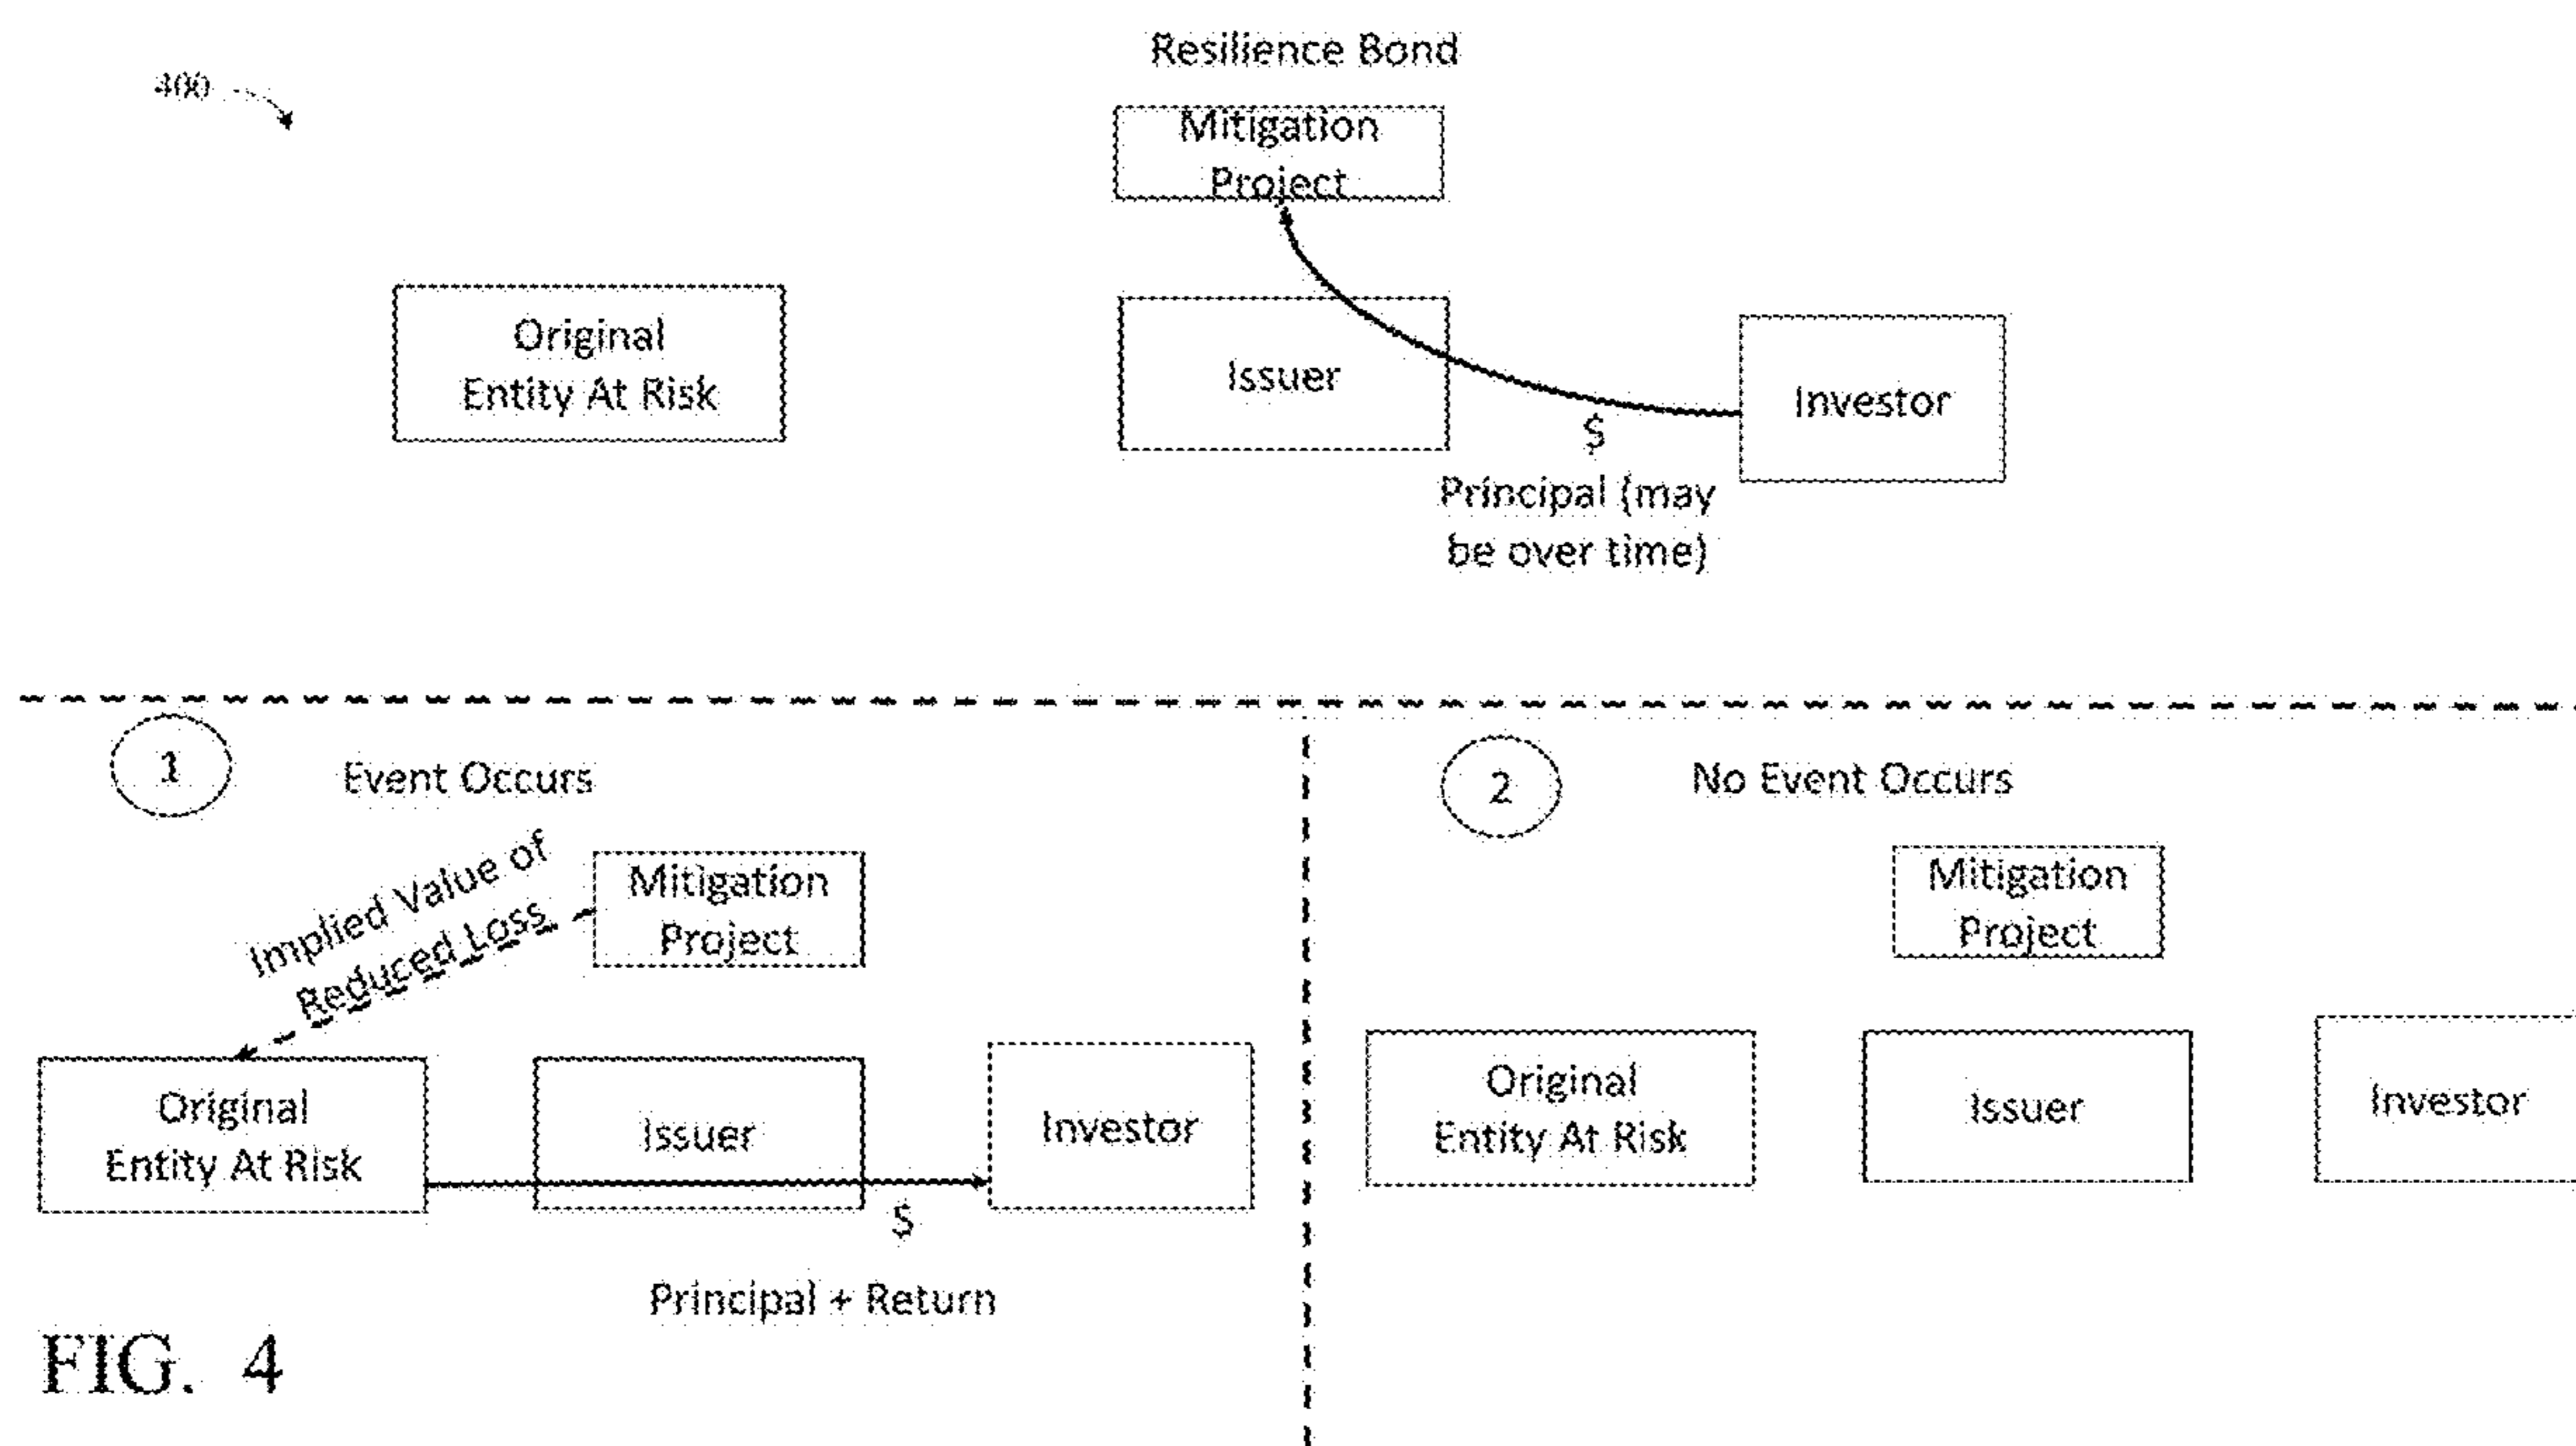 Resilience Bond
400
Mitigation
Project
Original
Entity At Risk
Issuer
Investor
$
Principal (may
be over time)
1
Event Occurs
Implied Value of
Reduced Loss
Mitigation
Project
Original
Entity At Risk
Issuer
Investor
$
Principal + Return
2
No Event Occurs
Mitigation
Project
Original
Entity At Risk
Issuer
Investor
FIG. 4